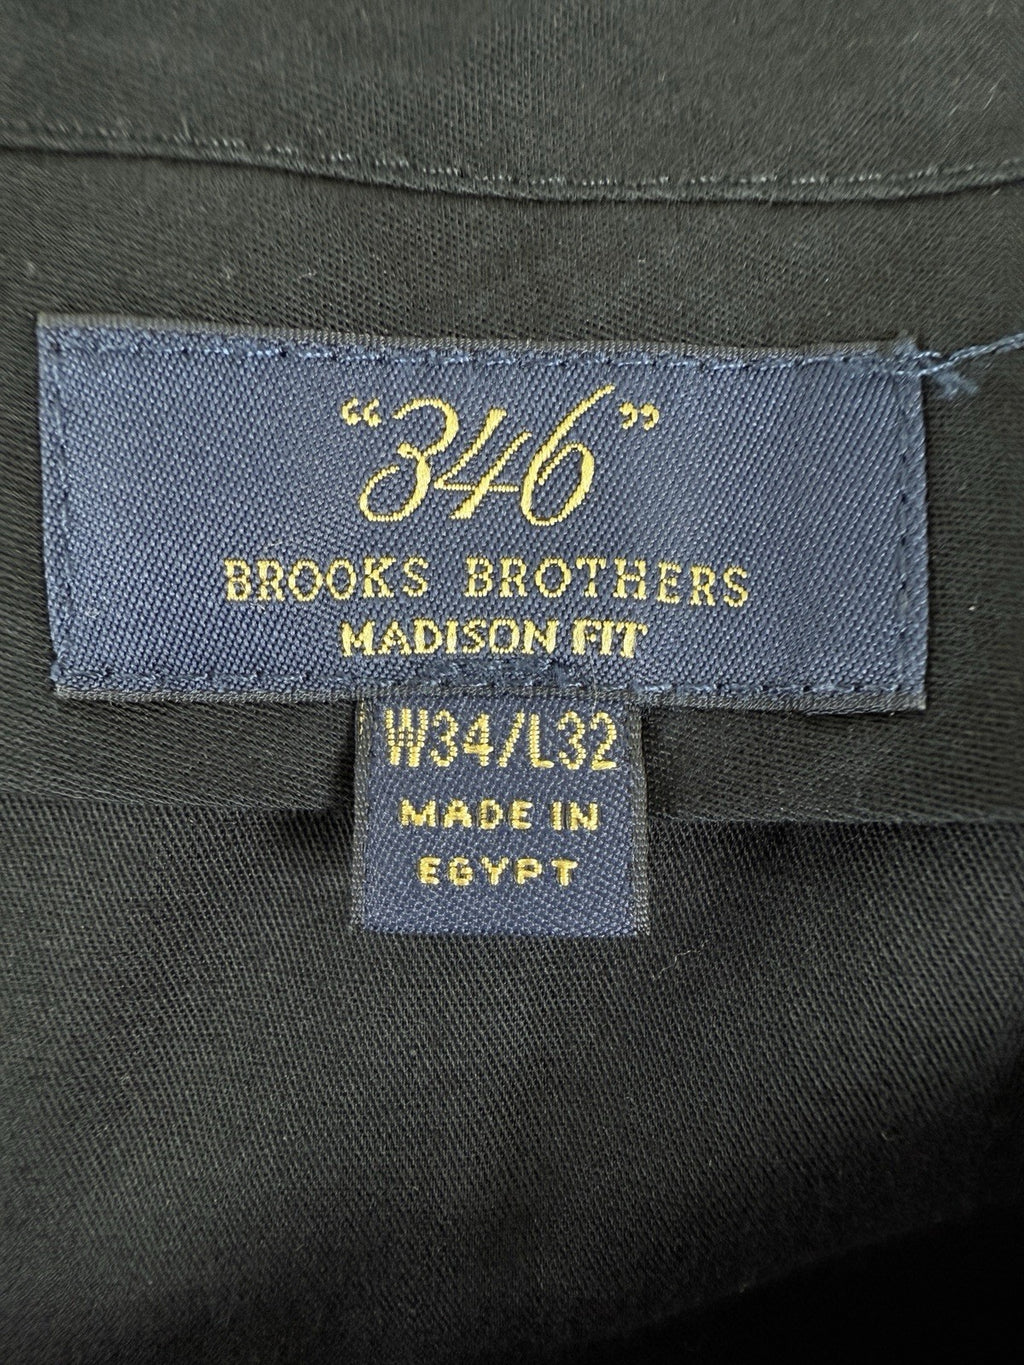 “346”
BROOKS BROTHERS
MADISON FIT
W34/L32
MADE IN
EGYPT